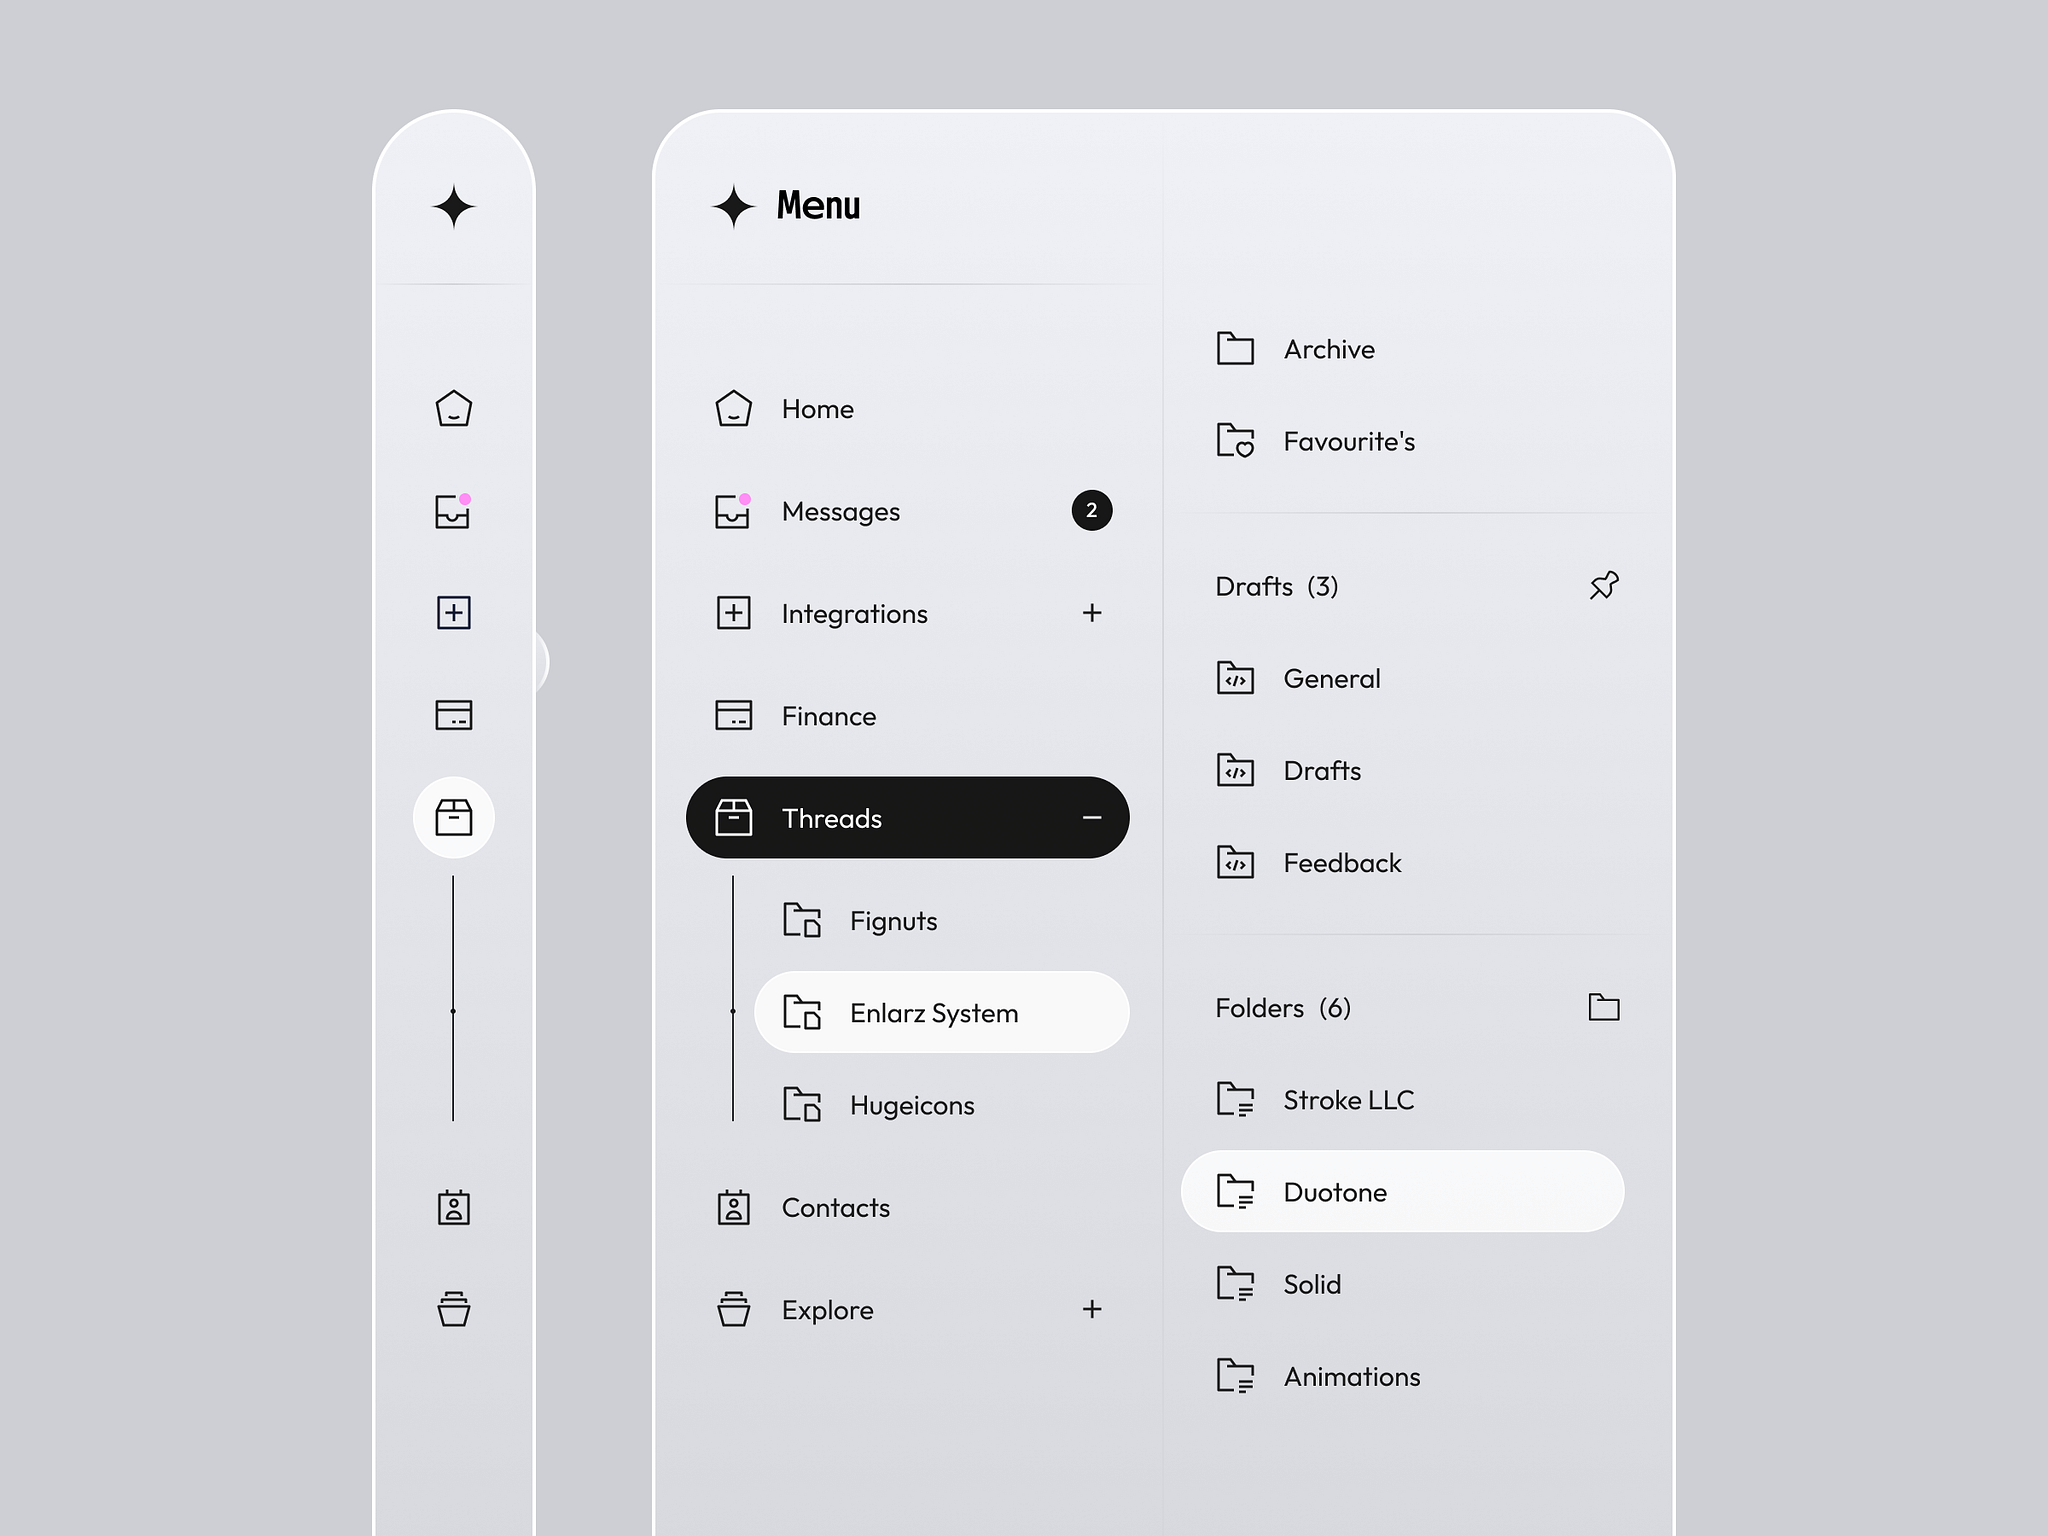 Menu
Home
Messages
2
Integrations
Finance
Threads
Fignuts
Enlarz System
Hugeicons
Contacts
Explore
Archive
Favourite's
Drafts (3)
General
Drafts
Feedback
Folders (6)
Stroke LLC
Duotone
Solid
Animations